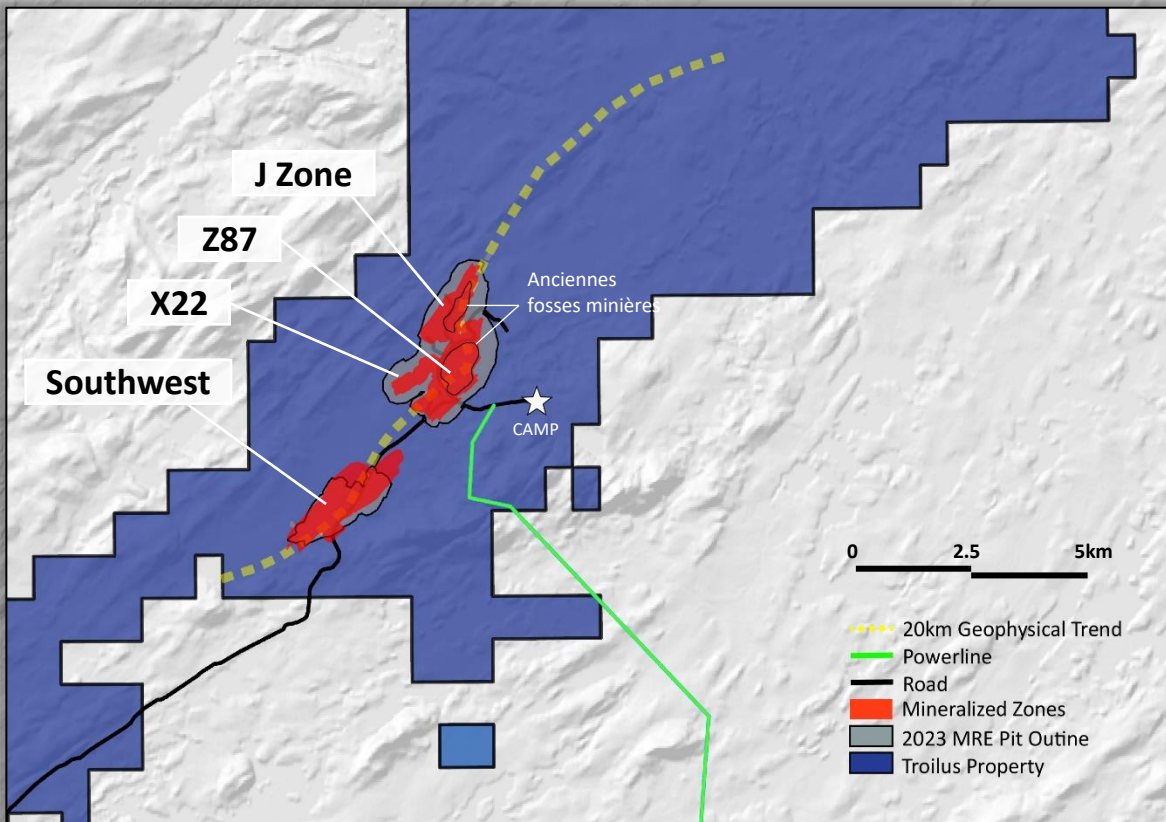 J Zone
Z87
X22
Southwest
Anciennes
fosses minières
CAMP
0 2.5 5km
20km Geophysical Trend
Powerline
Road
Mineralized Zones
2023 MRE Pit Outine
Troilus Property